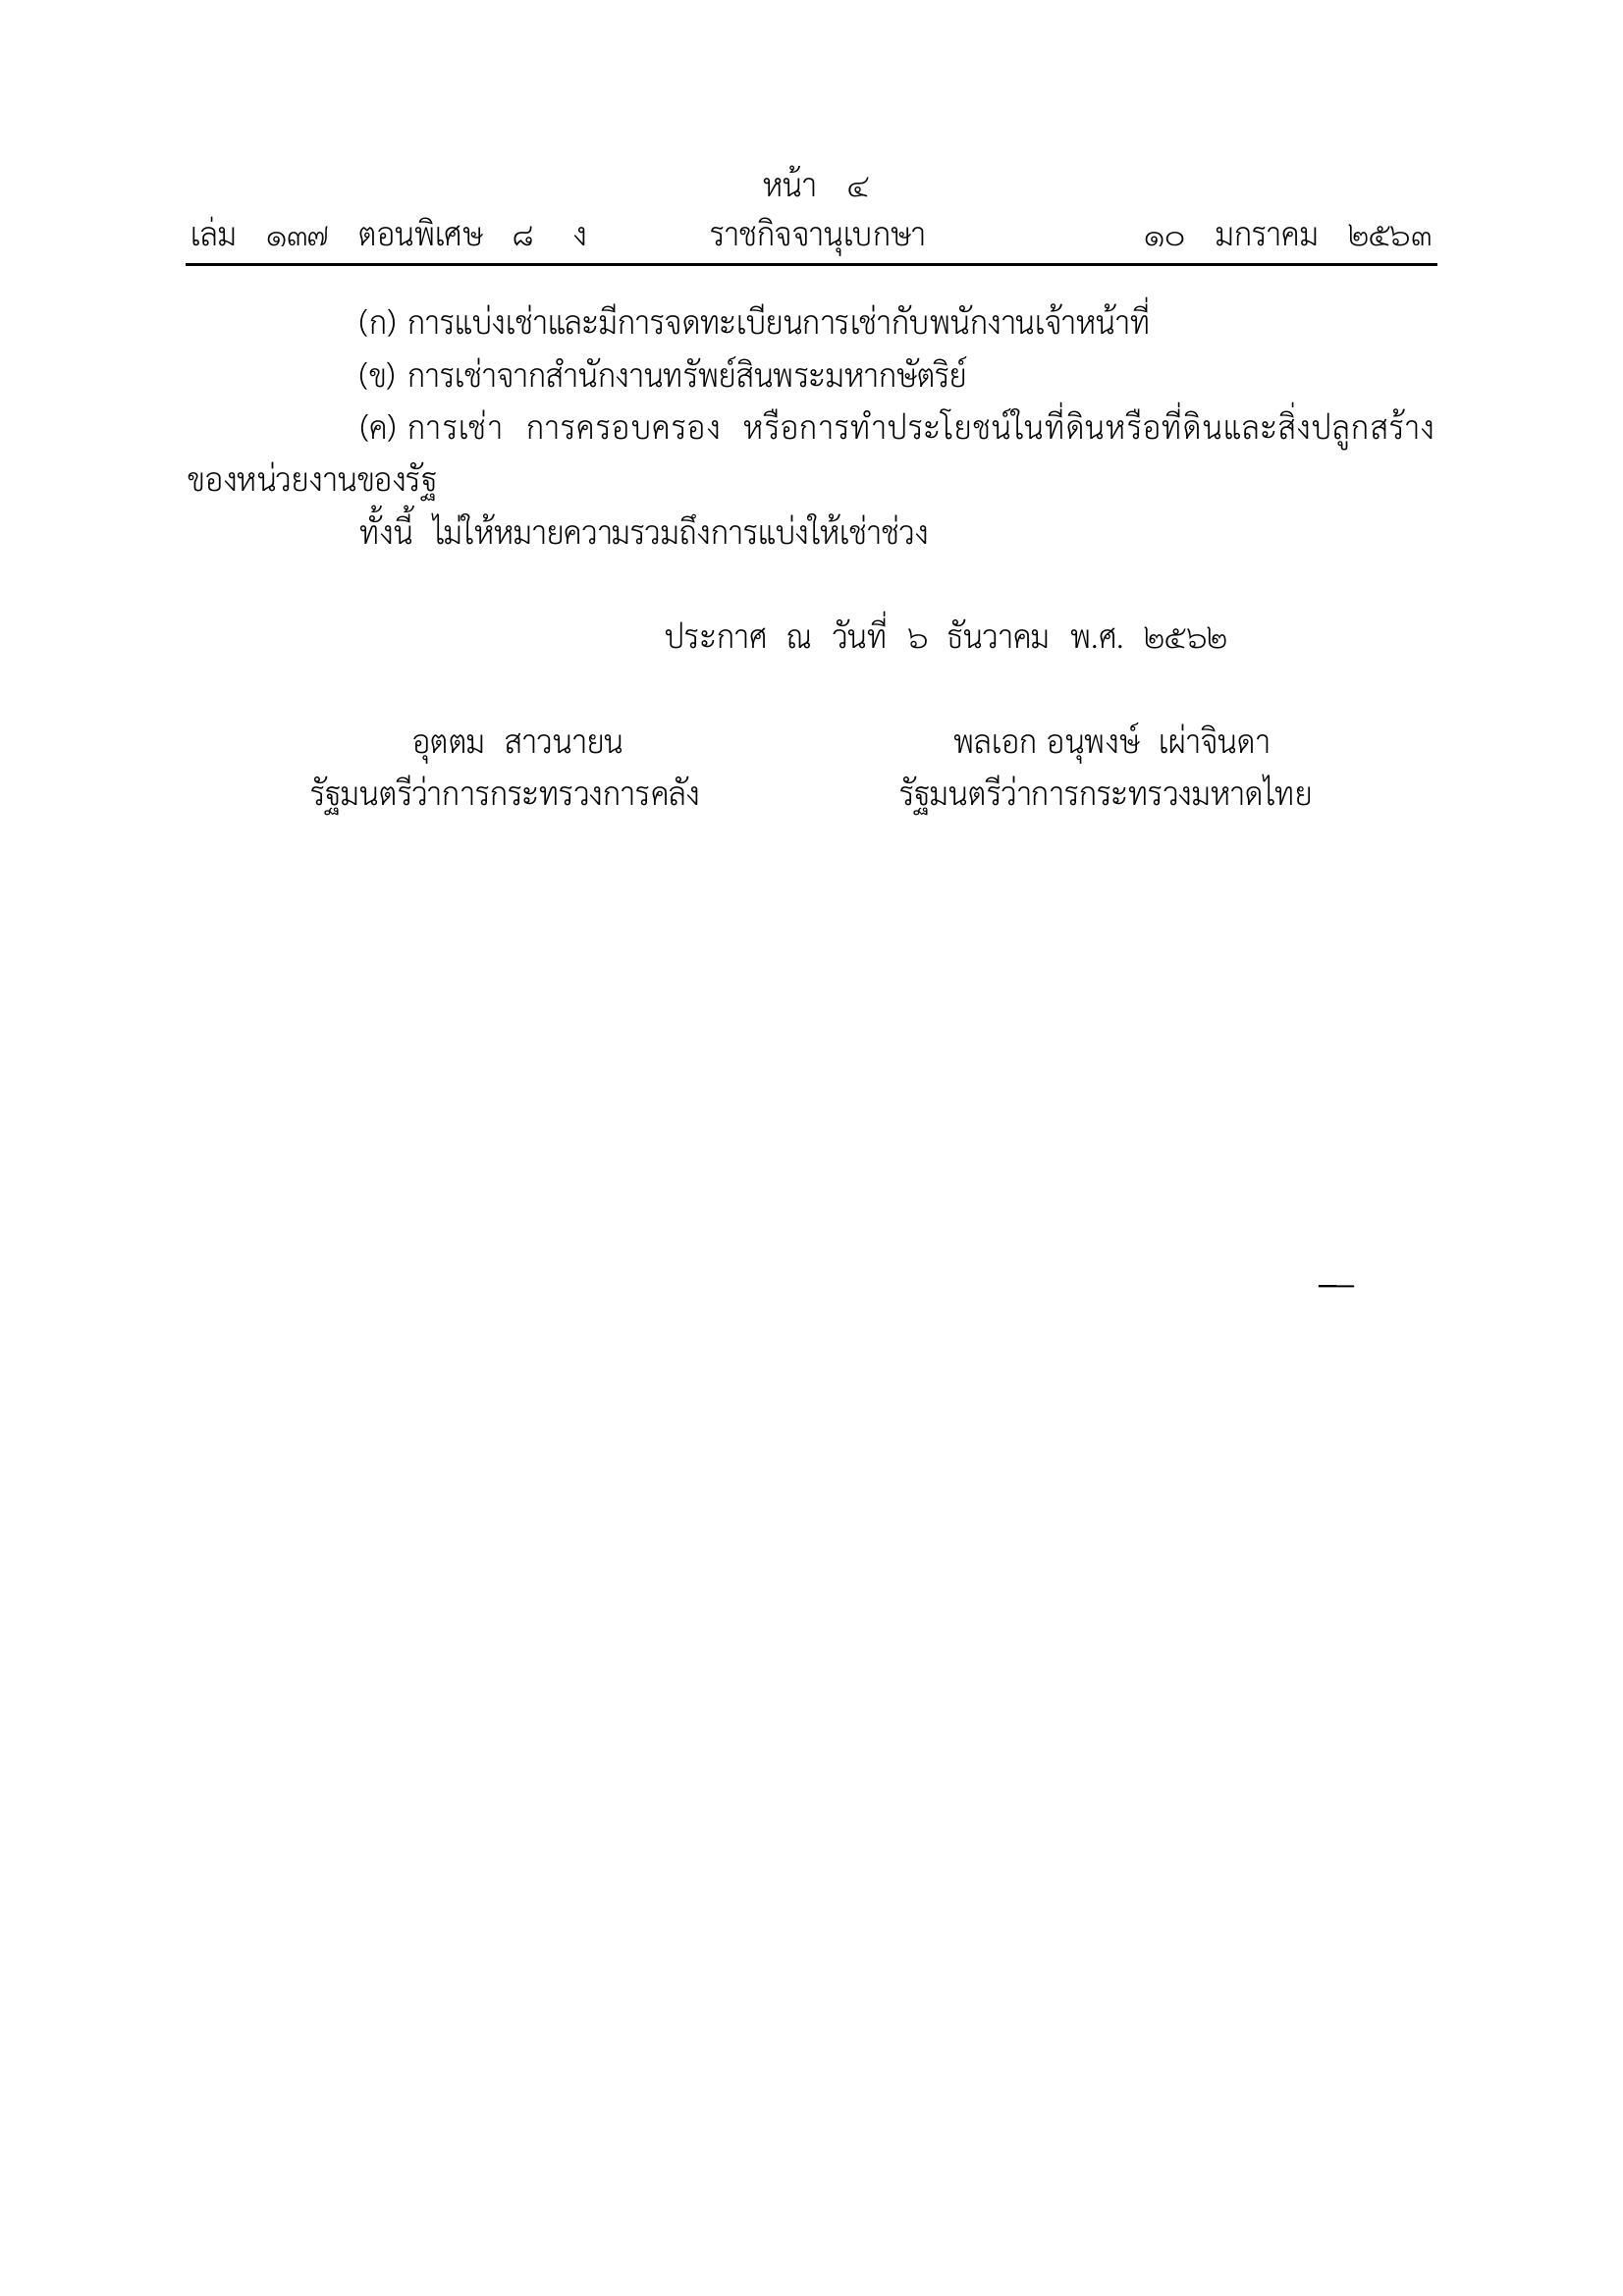 หน้า ๔
เล่ม ๑๓๗ ตอนพิเศษ ๘ ง ราชกิจจานุเบกษา ๑๐ มกราคม ๒๕๖๓
(ก) การแบ่งเช่าและมีการจดทะเบียนการเช่ากับพนักงานเจ้าหน้าที่
(ข) การเช่าจากสำนักงานทรัพย์สินพระมหากษัตริย์
(ค) การเช่า การครอบครอง หรือการทำประโยชน์ในที่ดินหรือที่ดินและสิ่งปลูกสร้าง
ของหน่วยงานของรัฐ
ทั้งนี้ ไม่ให้หมายความรวมถึงการแบ่งให้เช่าช่วง
ประกาศ ณ วันที่ ๖ ธันวาคม พ.ศ. ๒๕๖๒
อุตตม สาวนายน พลเอก อนุพงษ์ เผ่าจินดา
รัฐมนตรีว่าการกระทรวงการคลัง รัฐมนตรีว่าการกระทรวงมหาดไทย